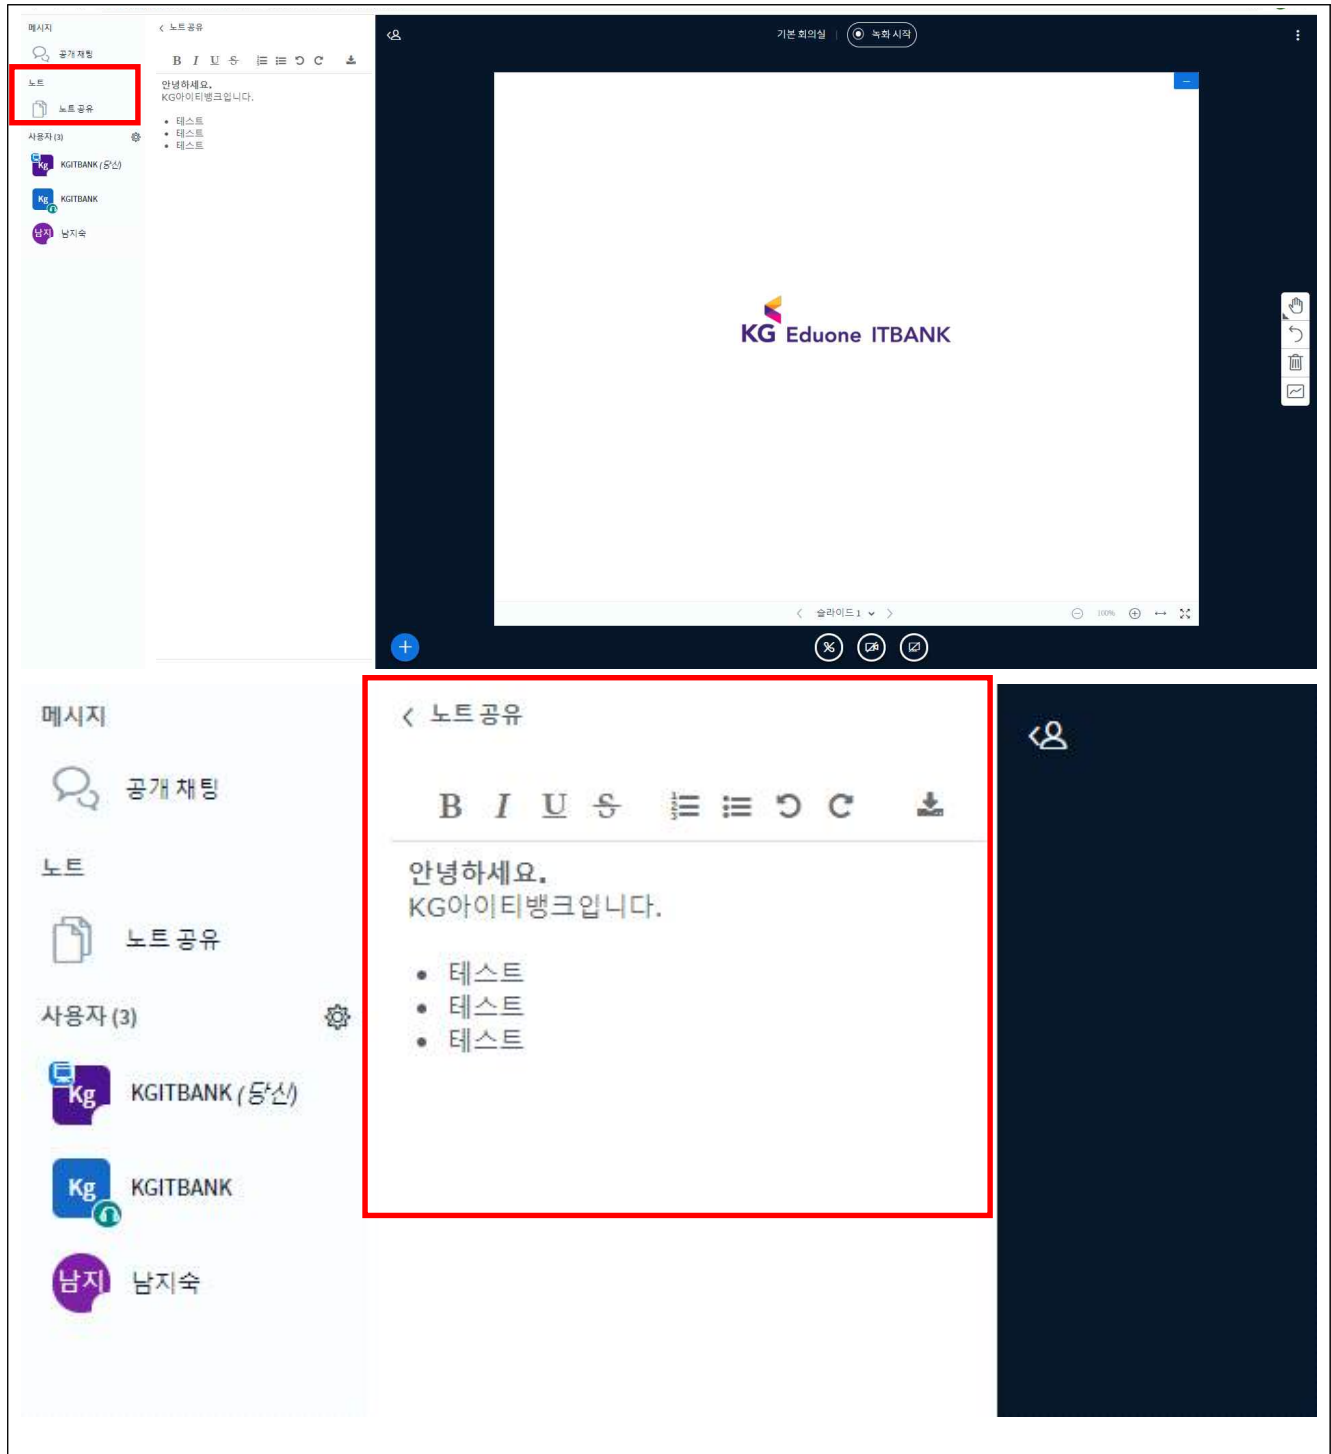 메시지
공개 채팅
노트
노트 공유
사용자 (3)
Kg KGITBANK (당신)
Kg KGITBANK
남지 남지숙
노트 공유
B I U S
안녕하세요.
KG아이티뱅크입니다.
• 테스트
• 테스트
• 테스트
기본 회의실 | 녹화 시작
KG Eduone ITBANK
슬라이드 1
100%
메시지
공개 채팅
노트
노트 공유
사용자 (3)
Kg KGITBANK (당신)
Kg KGITBANK
남지 남지숙
노트 공유
B I U S
안녕하세요.
KG아이티뱅크입니다.
• 테스트
• 테스트
• 테스트